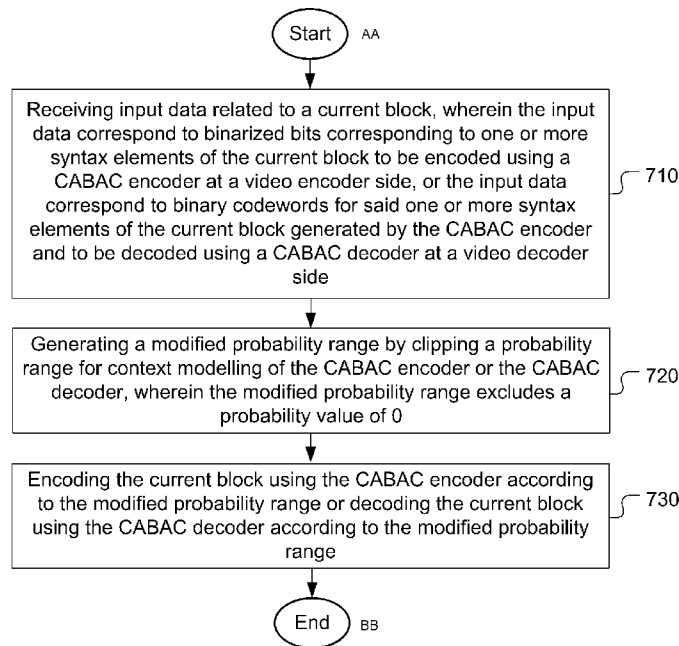 Start AA
Receiving input data related to a current block, wherein the input
data correspond to binarized bits corresponding to one or more
syntax elements of the current block to be encoded using a
CABAC encoder at a video encoder side, or the input data
correspond to binary codewords for said one or more syntax
elements of the current block generated by the CABAC encoder
and to be decoded using a CABAC decoder at a video decoder
side
710
Generating a modified probability range by clipping a probability
range for context modelling of the CABAC encoder or the CABAC
decoder, wherein the modified probability range excludes a
probability value of 0
720
Encoding the current block using the CABAC encoder according
to the modified probability range or decoding the current block
using the CABAC decoder according to the modified probability
range
730
End BB